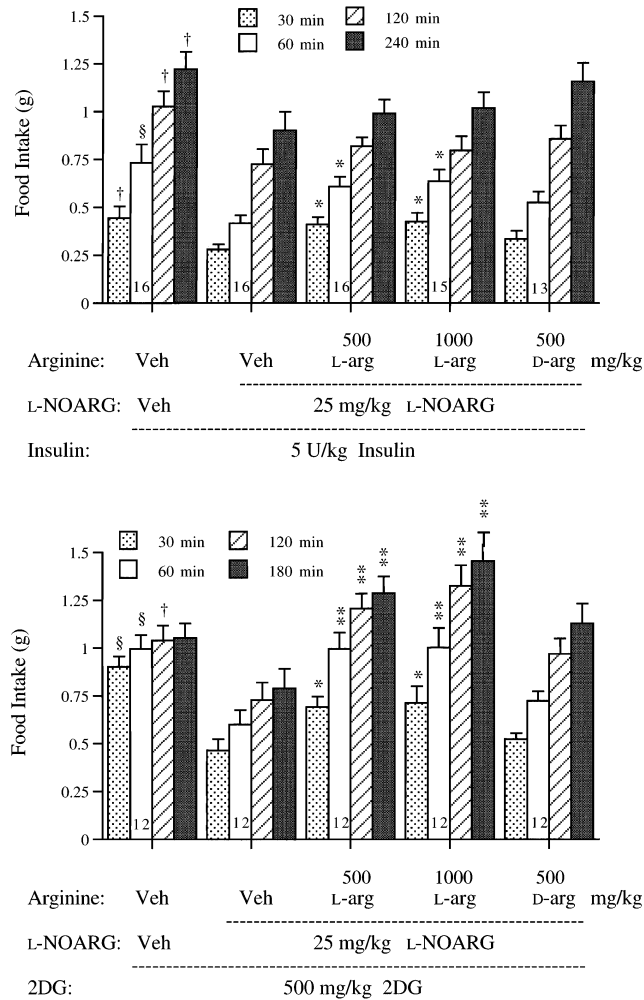 1.5
30 min
120 min
60 min
240 min
†
†
†
§
1.25
1
0.75
0.5
0.25
0
Food Intake (g)
* * * *
16 16 16 15 13
500 1000 500
Arginine: Veh Veh L-arg L-arg D-arg mg/kg
L-NOARG: Veh 25 mg/kg L-NOARG
Insulin: 5 U/kg Insulin
30 min
120 min
60 min
180 min
1.5
1.25
1
0.75
0.5
0.25
0
Food Intake (g)
§ § †
* ** ** ** * ** ** **
12 12 12 12 12
500 1000 500
Arginine: Veh Veh L-arg L-arg D-arg mg/kg
L-NOARG: Veh 25 mg/kg L-NOARG
2DG: 500 mg/kg 2DG